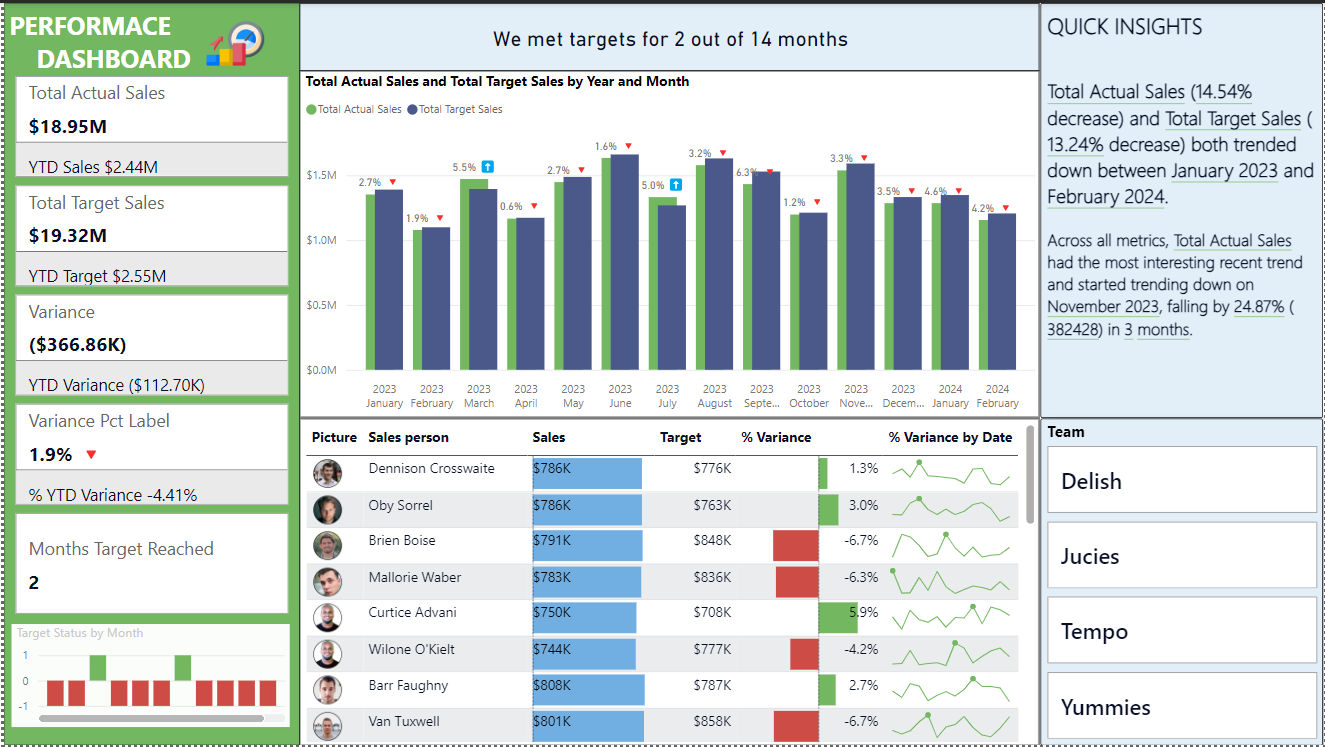 PERFORMACE
DASHBOARD
Total Actual Sales
$18.95M
YTD Sales $2.44M
Total Target Sales
$19.32M
YTD Target $2.55M
Variance
($366.86K)
YTD Variance ($112.70K)
Variance Pct Label
1.9%
% YTD Variance -4.41%
Months Target Reached
2
Target Status by Month
1
0
-1
We met targets for 2 out of 14 months
Total Actual Sales and Total Target Sales by Year and Month
Total Actual Sales Total Target Sales
$1.5M
$1.0M
$0.5M
$0.0M
2.7% 1.9% 5.5% 0.6% 2.7% 1.6% 5.0% 3.2% 6.3% 1.2% 3.3% 3.5% 4.6% 4.2%
2023 2023 2023 2023 2023 2023 2023 2023 2023 2023 2023 2023 2024 2024
January February March April May June July August Septe... October Nove... Decem... January February
Picture Sales person Sales Target % Variance % Variance by Date
Dennison Crosswaite $786K $776K 1.3%
Oby Sorrel $786K $763K 3.0%
Brien Boise $791K $848K -6.7%
Mallorie Waber $783K $836K -6.3%
Curtice Advani $750K $708K 5.9%
Wilone O'Kielt $744K $777K -4.2%
Barr Faughny $808K $787K 2.7%
Van Tuxwell $801K $858K -6.7%
QUICK INSIGHTS
Total Actual Sales (14.54%
decrease) and Total Target Sales (
13.24% decrease) both trended
down between January 2023 and
February 2024.
Across all metrics, Total Actual Sales
had the most interesting recent trend
and started trending down on
November 2023, falling by 24.87% (
382428) in 3 months.
Team
Delish
Jucies
Tempo
Yummies